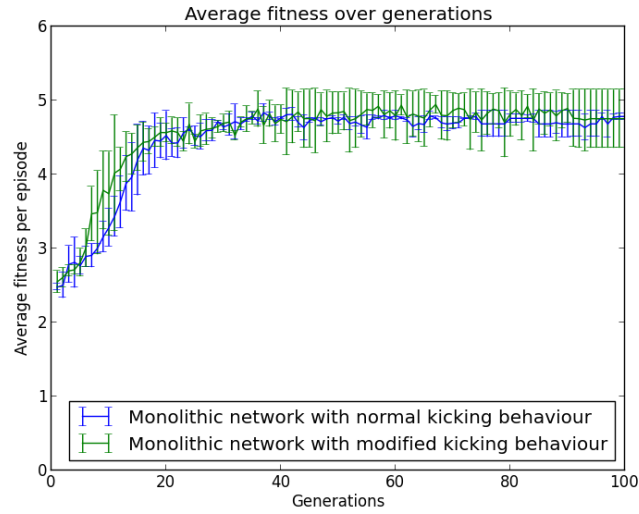 Average fitness over generations
6
5
4
3
2
1
0
Average fitness per episode
Monolithic network with normal kicking behaviour
Monolithic network with modified kicking behaviour
0 20 40 60 80 100
Generations